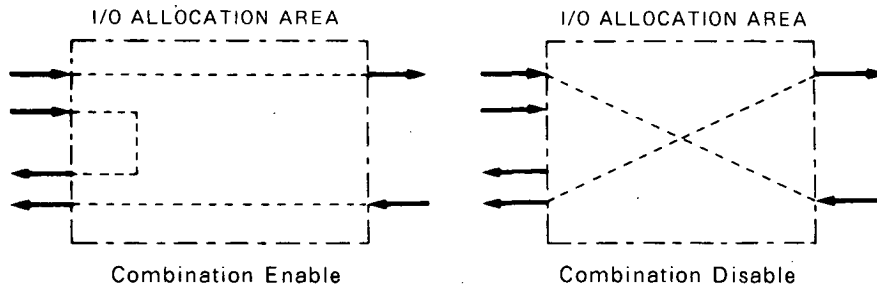 I/O ALLOCATION AREA
I/O ALLOCATION AREA
Combination Enable
Combination Disable